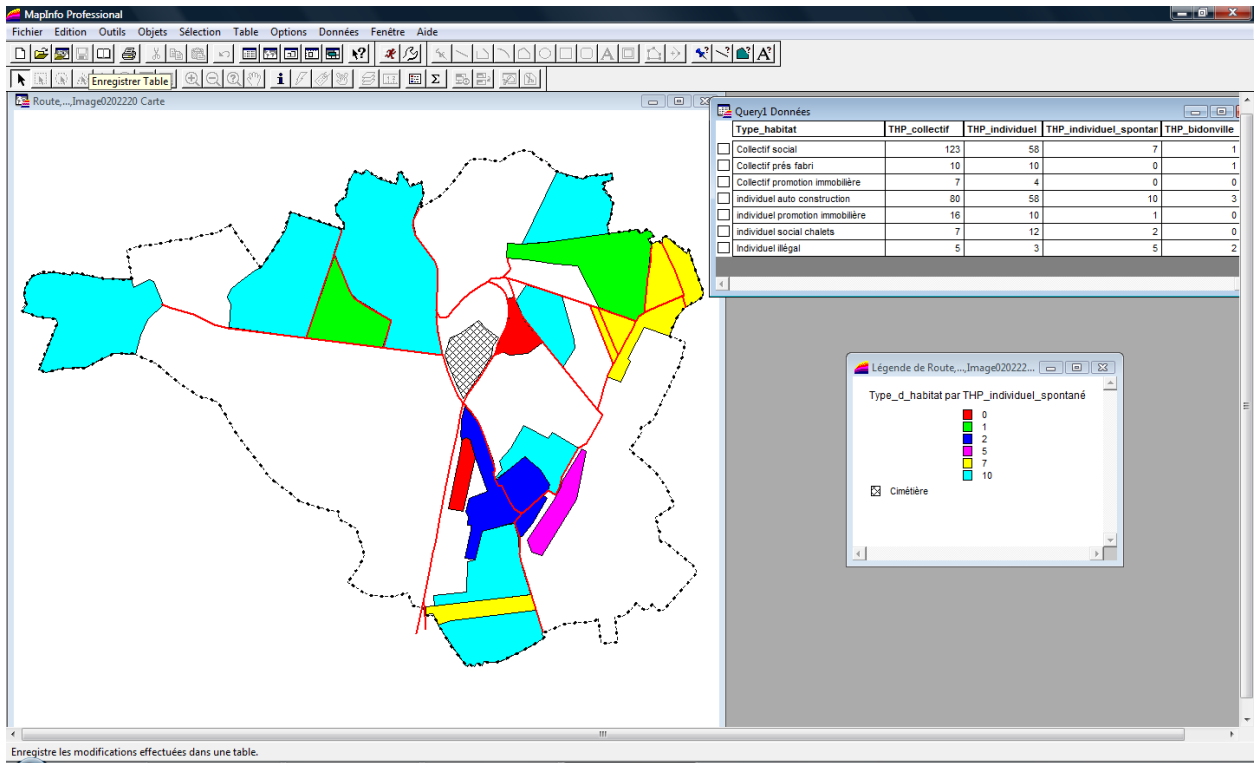 MapInfo Professional
Fichier Edition Outils Objets Sélection Table Options Données Fenêtre Aide
Enregistrer Table
Route,...,Image0202220 Carte
Query1 Données
Type_habitat THP_collectif THP_individuel THP_individuel_spontar THP_bidonville
Collectif social 123 58 7 1
Collectif prés fabri 10 10 0 1
Collectif promotion immobilière 7 4 0 0
individuel auto construction 80 58 10 3
individuel promotion immobilière 16 10 1 0
individuel social chalets 7 12 2 0
Individuel illégal 5 3 5 2
Légende de Route,...,Image020222...
Type_d_habitat par THP_individuel_spontané
0
1
2
5
7
10
Cimétière
Enregistre les modifications effectuées dans une table.